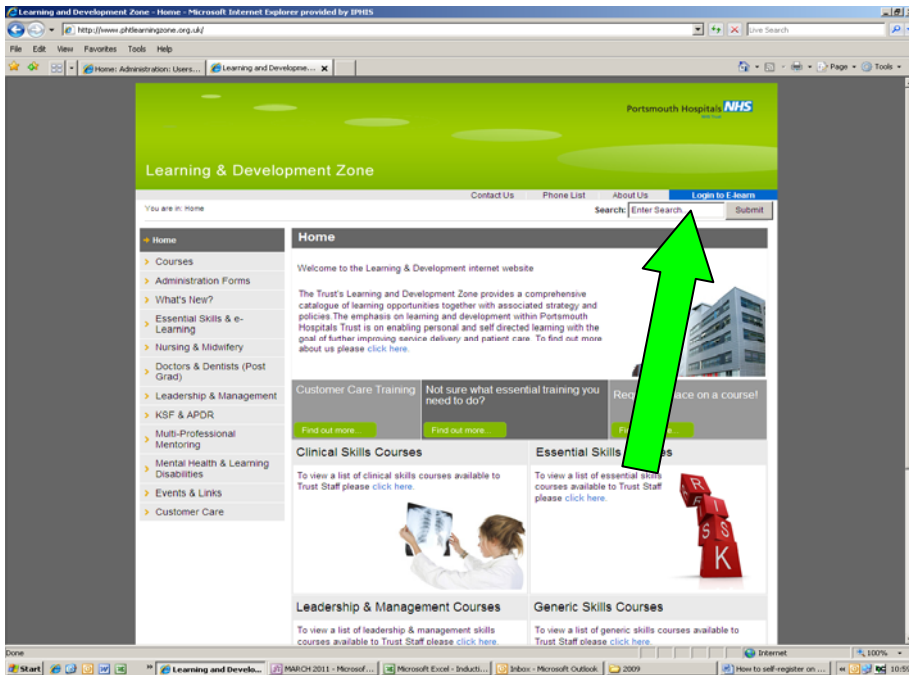 Learning and Development Zone - Home - Microsoft Internet Explorer provided by IPHIS
http://www.phtlearningzone.org.uk/
Live Search
File Edit View Favorites Tools Help
Home: Administration: Users... Learning and Developme... Page Tools
Portsmouth Hospitals NHS
NHS Trust
Learning & Development Zone
Contact Us Phone List About Us Login to E-learn
You are in: Home
Search: Enter Search... Submit
Home
Courses
Administration Forms
What's New?
Essential Skills & e-
Learning
Nursing & Midwifery
Doctors & Dentists (Post
Grad)
Leadership & Management
KSF & APDR
Multi-Professional
Mentoring
Mental Health & Learning
Disabilities
Events & Links
Customer Care
Home
Welcome to the Learning & Development internet website
The Trust's Learning and Development Zone provides a comprehensive
catalogue of learning opportunities together with associated strategy and
policies.The emphasis on learning and development within Portsmouth
Hospitals Trust is on enabling personal and self directed learning with the
goal of further improving service delivery and patient care. To find out more
about us please click here.
Customer Care Training
Find out more...
Not sure what essential training you
need to do?
Find out more...
ace on a course!
Clinical Skills Courses
To view a list of clinical skills courses available to
Trust Staff please click here.
Essential Skills
To view a list of essential skills
courses available to Trust Staff
please click here.
RISK
Leadership & Management Courses
To view a list of leadership & management skills
courses available to Trust Staff please click here.
Generic Skills Courses
To view a list of generic skills courses available to
Trust Staff please click here.
Done Internet 100%
Start Learning and Develo... MARCH 2011 - Microsof... Microsoft Excel - Inducti... Inbox - Microsoft Outlook 2009 How to self-register on ... 10:59